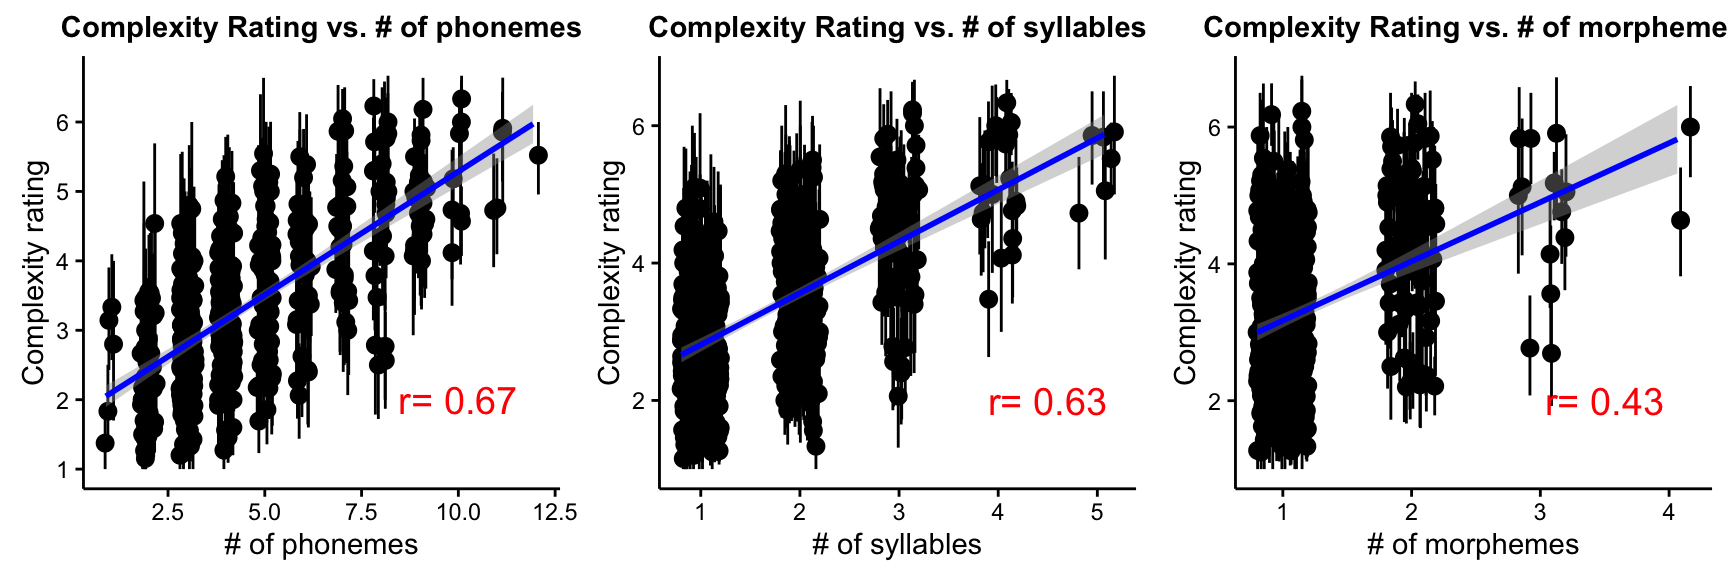 Complexity Rating vs. # of phonemes
Complexity rating
6
5
4
3
2
1
r= 0.67
2.5 5.0 7.5 10.0 12.5
# of phonemes
Complexity Rating vs. # of syllables
Complexity rating
6
4
2
r= 0.63
1 2 3 4 5
# of syllables
Complexity Rating vs. # of morpheme
Complexity rating
6
4
2
r= 0.43
1 2 3 4
# of morphemes